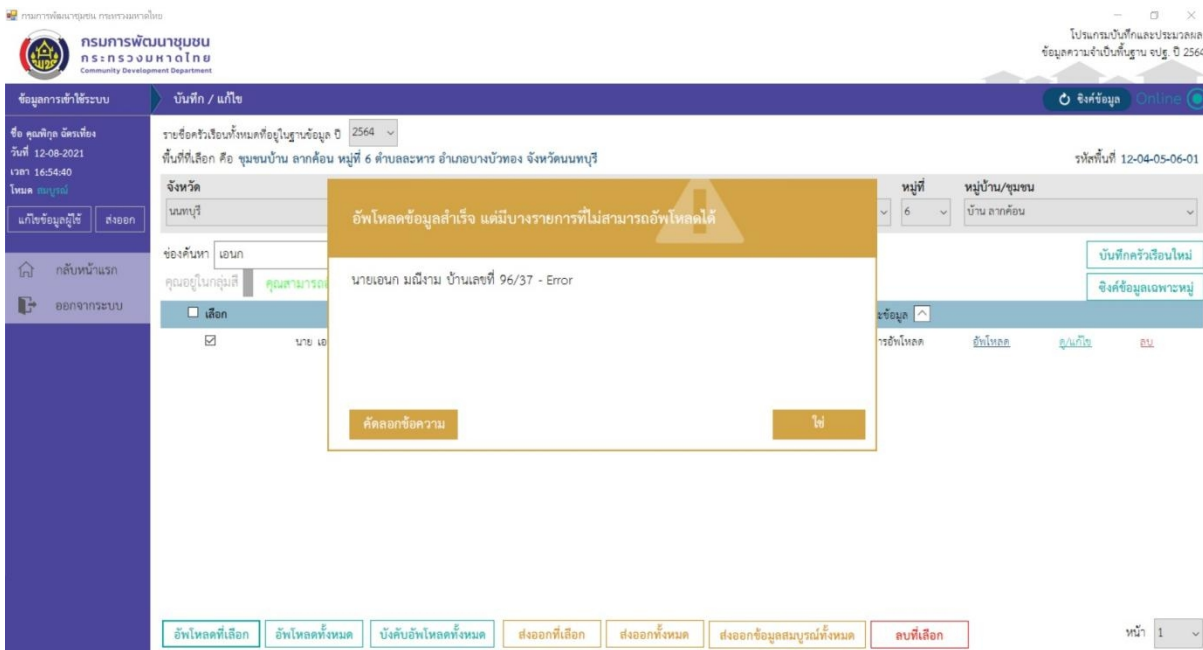 กรมการพัฒนาชุมชน กระทรวงมหาดไทย
กรมการพัฒนาชุมชน
กระทรวงมหาดไทย
Community Development Department
โปรแกรมบันทึกและประมวลผล
ข้อมูลความจำเป็นพื้นฐาน จปฐ. ปี 2564
ข้อมูลการเข้าใช้ระบบ
บันทึก / แก้ไข
ซิงค์ข้อมูล Online
ชื่อ คุณพิกุล ฉัตรเที่ยง
วันที่ 12-08-2021
เวลา 16:54:40
โหมด สมบูรณ์
แก้ไขข้อมูลผู้ใช้ ส่งออก
กลับหน้าแรก
ออกจากระบบ
รายชื่อครัวเรือนทั้งหมดที่อยู่ในฐานข้อมูล ปี 2564
พื้นที่ที่เลือก คือ ชุมชนบ้าน ลากค้อน หมู่ที่ 6 ตำบลละหาร อำเภอบางบัวทอง จังหวัดนนทบุรี
รหัสพื้นที่ 12-04-05-06-01
จังหวัด หมู่ที่ หมู่บ้าน/ชุมชน
นนทบุรี 6 บ้าน ลากค้อน
ช่องค้นหา เอนก
บันทึกครัวเรือนใหม่
คุณอยู่ในกลุ่มสี คุณสามารถ
ซิงค์ข้อมูลเฉพาะหมู่
เลือก
นาย เอ
อัพโหลด ดู/แก้ไข ลบ
อัพโหลดข้อมูลสำเร็จ แต่มีบางรายการที่ไม่สามารถอัพโหลดได้
นายเอนก มณีงาม บ้านเลขที่ 96/37 - Error
คัดลอกข้อความ ใช่
อัพโหลดที่เลือก อัพโหลดทั้งหมด บังคับอัพโหลดทั้งหมด ส่งออกที่เลือก ส่งออกทั้งหมด ส่งออกข้อมูลสมบูรณ์ทั้งหมด ลบที่เลือก หน้า 1